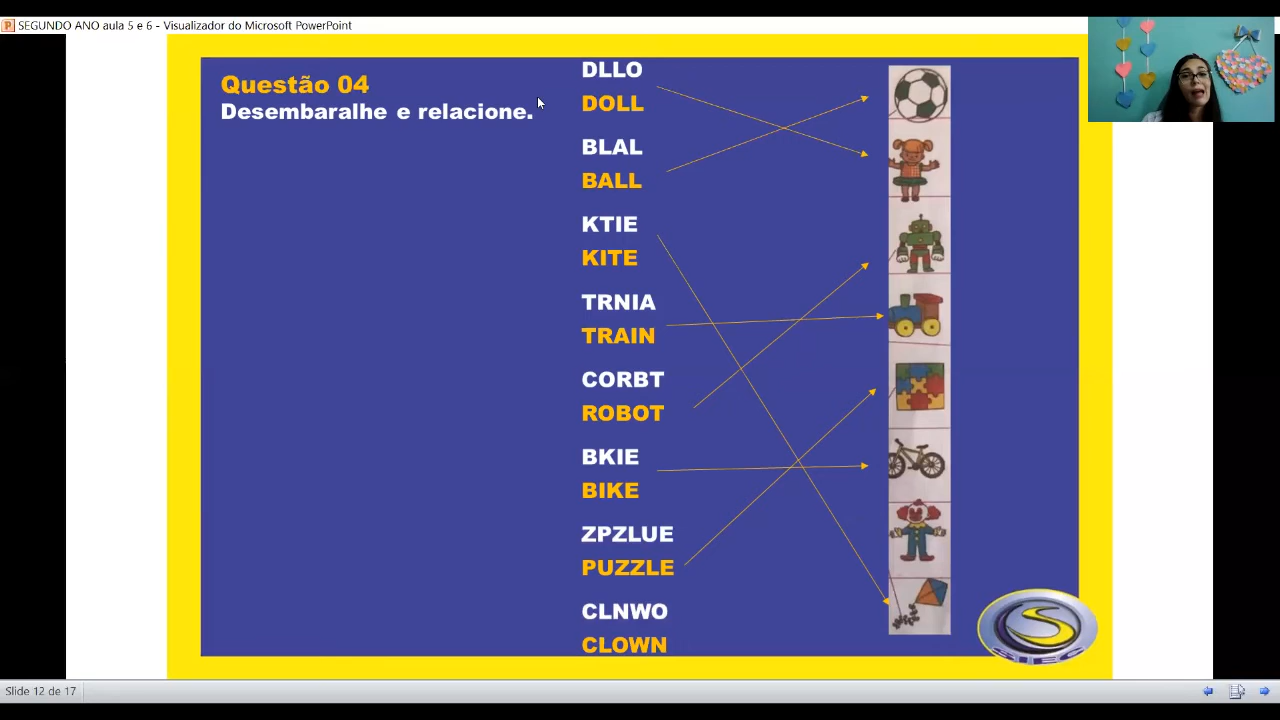 SEGUNDO ANO aula 5 e 6 - Visualizador do Microsoft PowerPoint
Questão 04
Desembaralhe e relacione.
DLLO
DOLL
BLAL
BALL
KTIE
KITE
TRNIA
TRAIN
CORBT
ROBOT
BKIE
BIKE
ZPZLUE
PUZZLE
CLNWO
CLOWN
S
SIEC
Slide 12 de 17